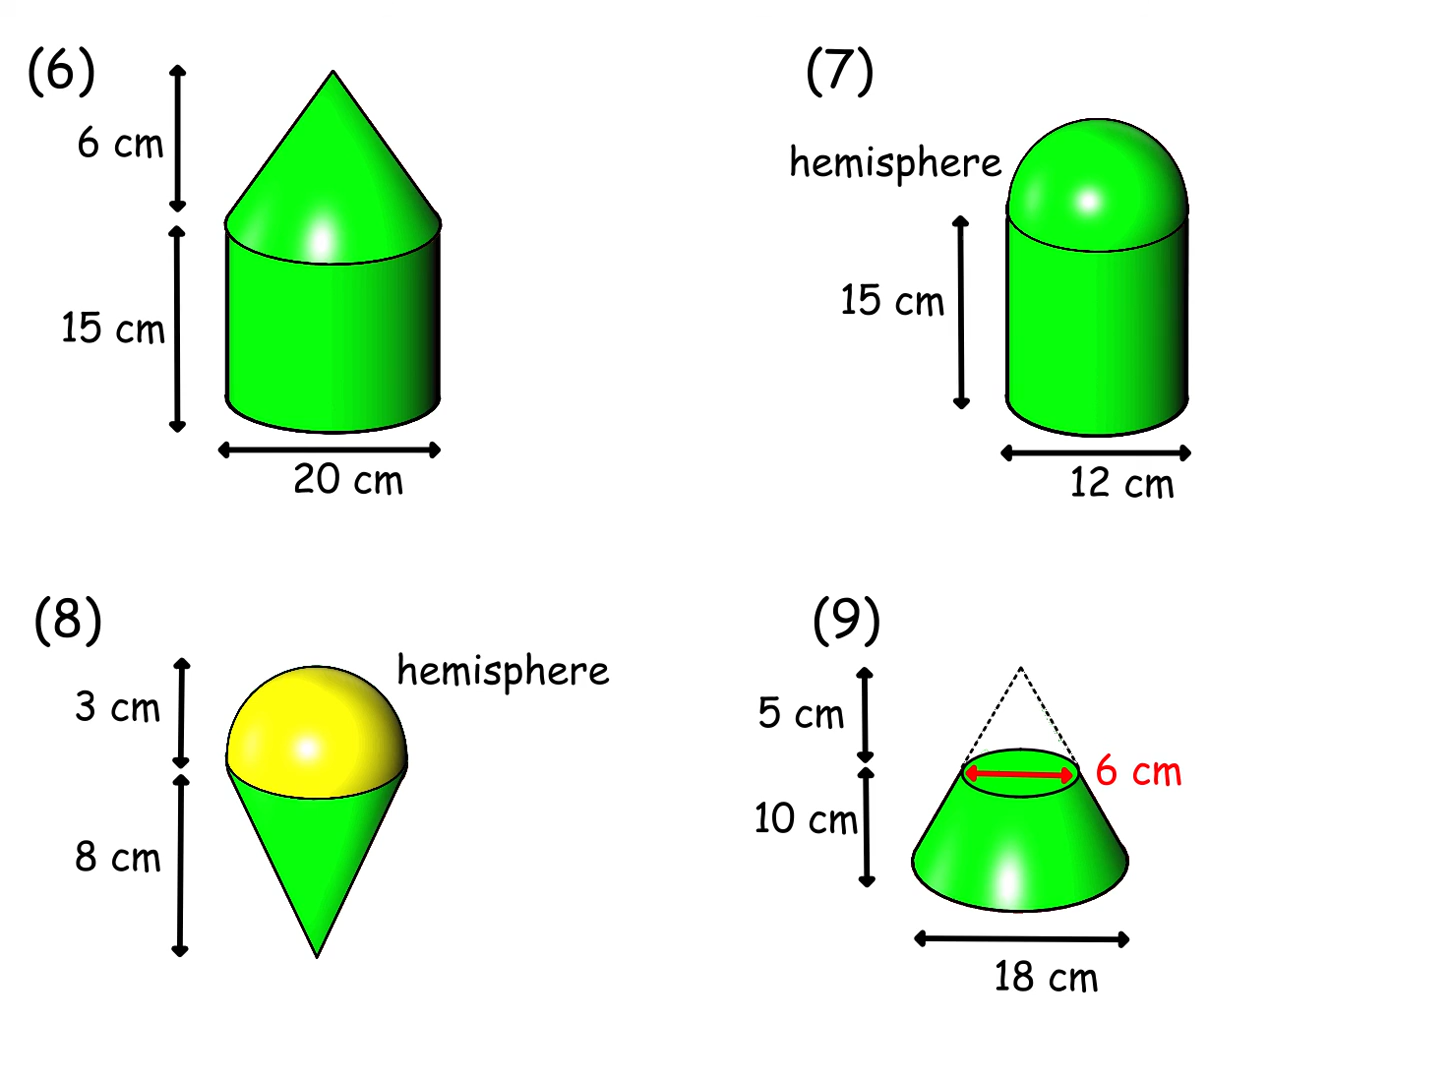 (6)
6 cm
15 cm
20 cm
(7)
hemisphere
15 cm
12 cm
(8)
hemisphere
3 cm
8 cm
(9)
5 cm
6 cm
10 cm
18 cm